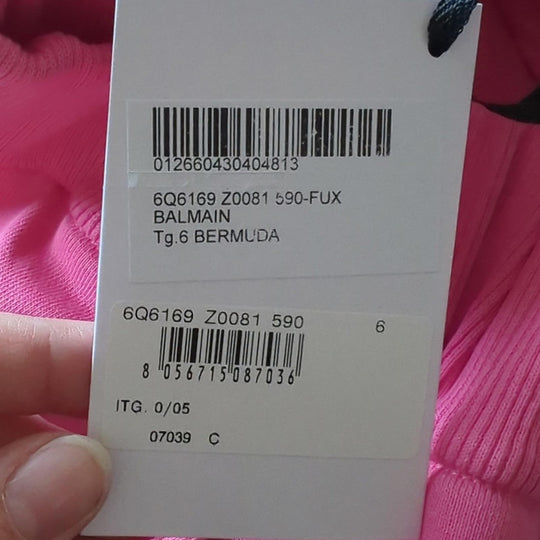 012660430404813
6Q6169 Z0081 590-FUX
BALMAIN
Tg.6 BERMUDA
6Q6169 Z0081 590 6
8 056715 087036
ITG. 0/05
07039 C